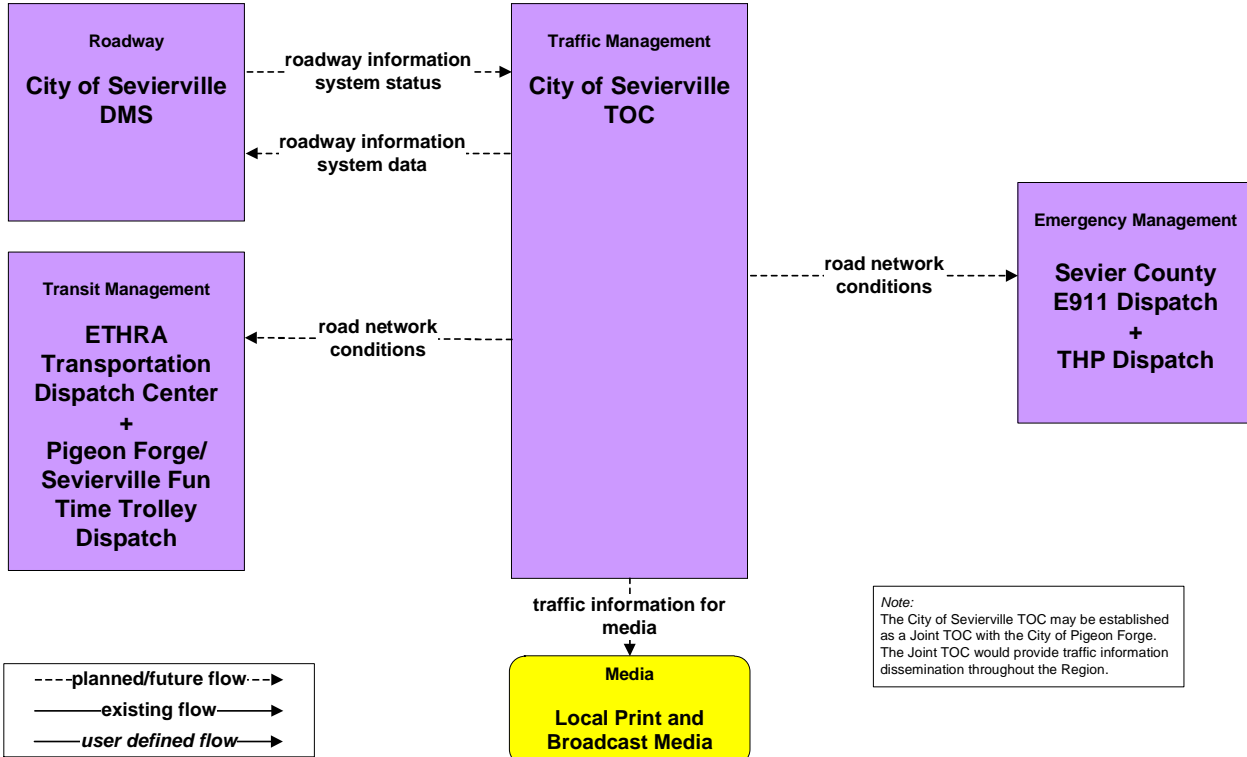 Roadway
City of Sevierville
DMS
roadway information
system status
roadway information
system data
Traffic Management
City of Sevierville
TOC
Transit Management
ETHRA
Transportation
Dispatch Center
+
Pigeon Forge/
Sevierville Fun
Time Trolley
Dispatch
road network
conditions
road network
conditions
Emergency Management
Sevier County
E911 Dispatch
+
THP Dispatch
traffic information for
media
Media
Local Print and
Broadcast Media
Note:
The City of Sevierville TOC may be established
as a Joint TOC with the City of Pigeon Forge.
The Joint TOC would provide traffic information
dissemination throughout the Region.
planned/future flow
existing flow
user defined flow